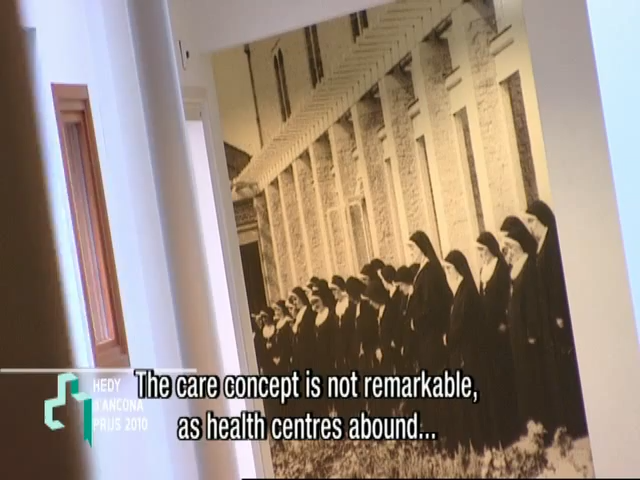 The care concept is not remarkable,
as health centres abound...
HEDY
D'ANCONA
PRIJS 2010